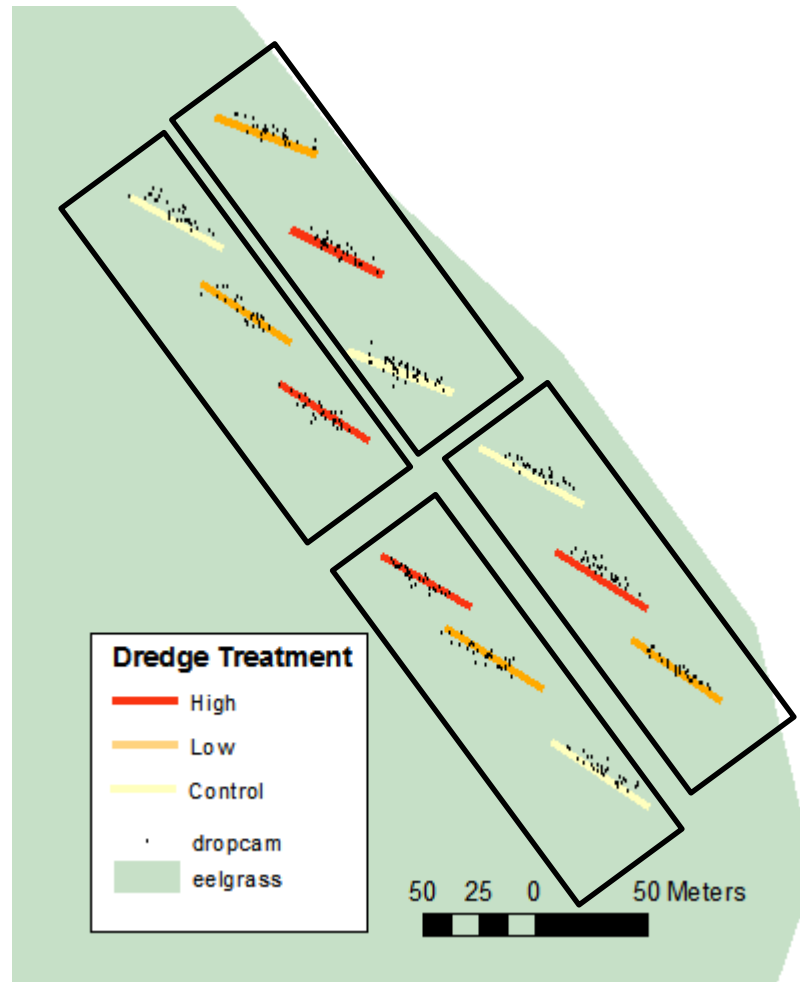 Dredge Treatment
High
Low
Control
dropcam
eelgrass
50 25 0 50 Meters